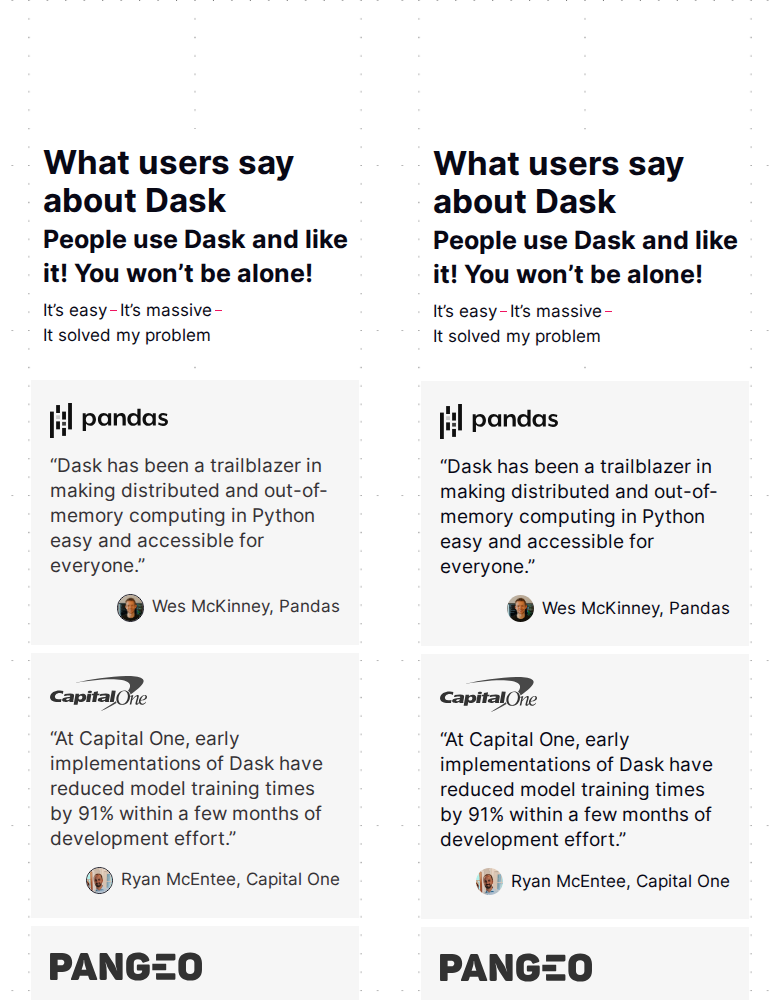 What users say
about Dask
People use Dask and like
it! You won’t be alone!
It’s easy – It’s massive –
It solved my problem
pandas
“Dask has been a trailblazer in
making distributed and out-of-
memory computing in Python
easy and accessible for
everyone.”
Wes McKinney, Pandas
CapitalOne
“At Capital One, early
implementations of Dask have
reduced model training times
by 91% within a few months of
development effort.”
Ryan McEntee, Capital One
PANGEO
What users say
about Dask
People use Dask and like
it! You won’t be alone!
It’s easy – It’s massive –
It solved my problem
pandas
“Dask has been a trailblazer in
making distributed and out-of-
memory computing in Python
easy and accessible for
everyone.”
Wes McKinney, Pandas
CapitalOne
“At Capital One, early
implementations of Dask have
reduced model training times
by 91% within a few months of
development effort.”
Ryan McEntee, Capital One
PANGEO